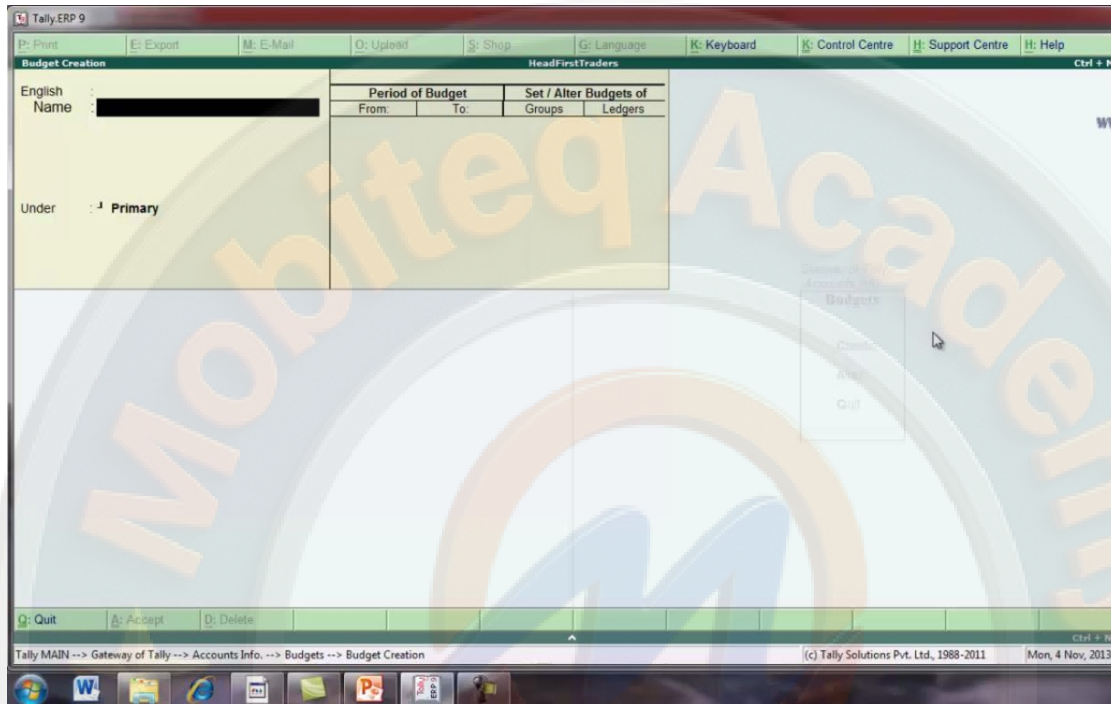 Tally.ERP 9
P: Print E: Export M: E-Mail O: Upload S: Shop G: Language K: Keyboard K: Control Centre H: Support Centre H: Help
Budget Creation HeadFirstTraders Ctrl + N
English :
Name :
Period of Budget Set / Alter Budgets of
From: To: Groups Ledgers
Under : Primary
Budgets
Create
Alter
Quit
Mobiteq Academy
Q: Quit A: Accept D: Delete
Ctrl + N
Tally MAIN --> Gateway of Tally --> Accounts Info. --> Budgets --> Budget Creation (c) Tally Solutions Pvt. Ltd., 1988-2011 Mon, 4 Nov, 2013